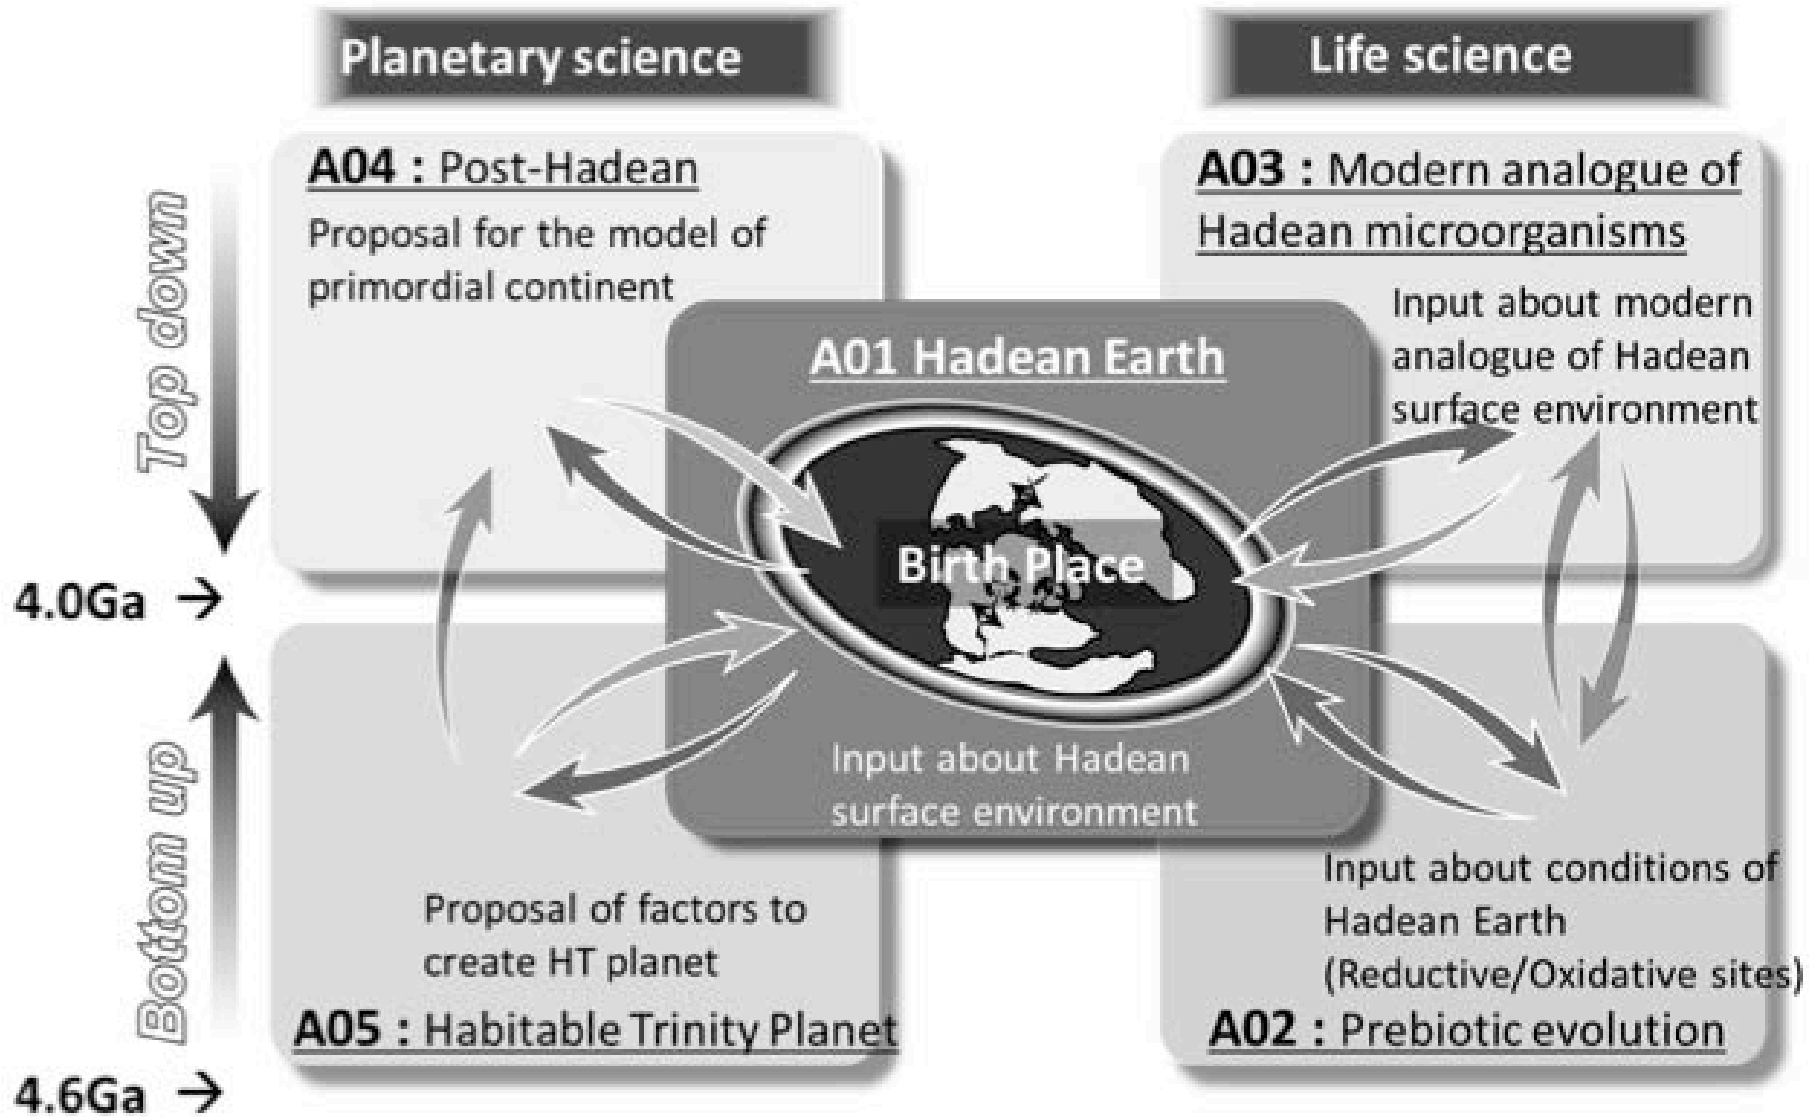 Planetary science
Life science
A04 : Post-Hadean
Proposal for the model of
primordial continent
A03 : Modern analogue of
Hadean microorganisms
Input about modern
analogue of Hadean
surface environment
Top down
A01 Hadean Earth
Birth Place
Input about Hadean
surface environment
4.0Ga →
Bottom up
Proposal of factors to
create HT planet
A05 : Habitable Trinity Planet
Input about conditions of
Hadean Earth
(Reductive/Oxidative sites)
A02 : Prebiotic evolution
4.6Ga →